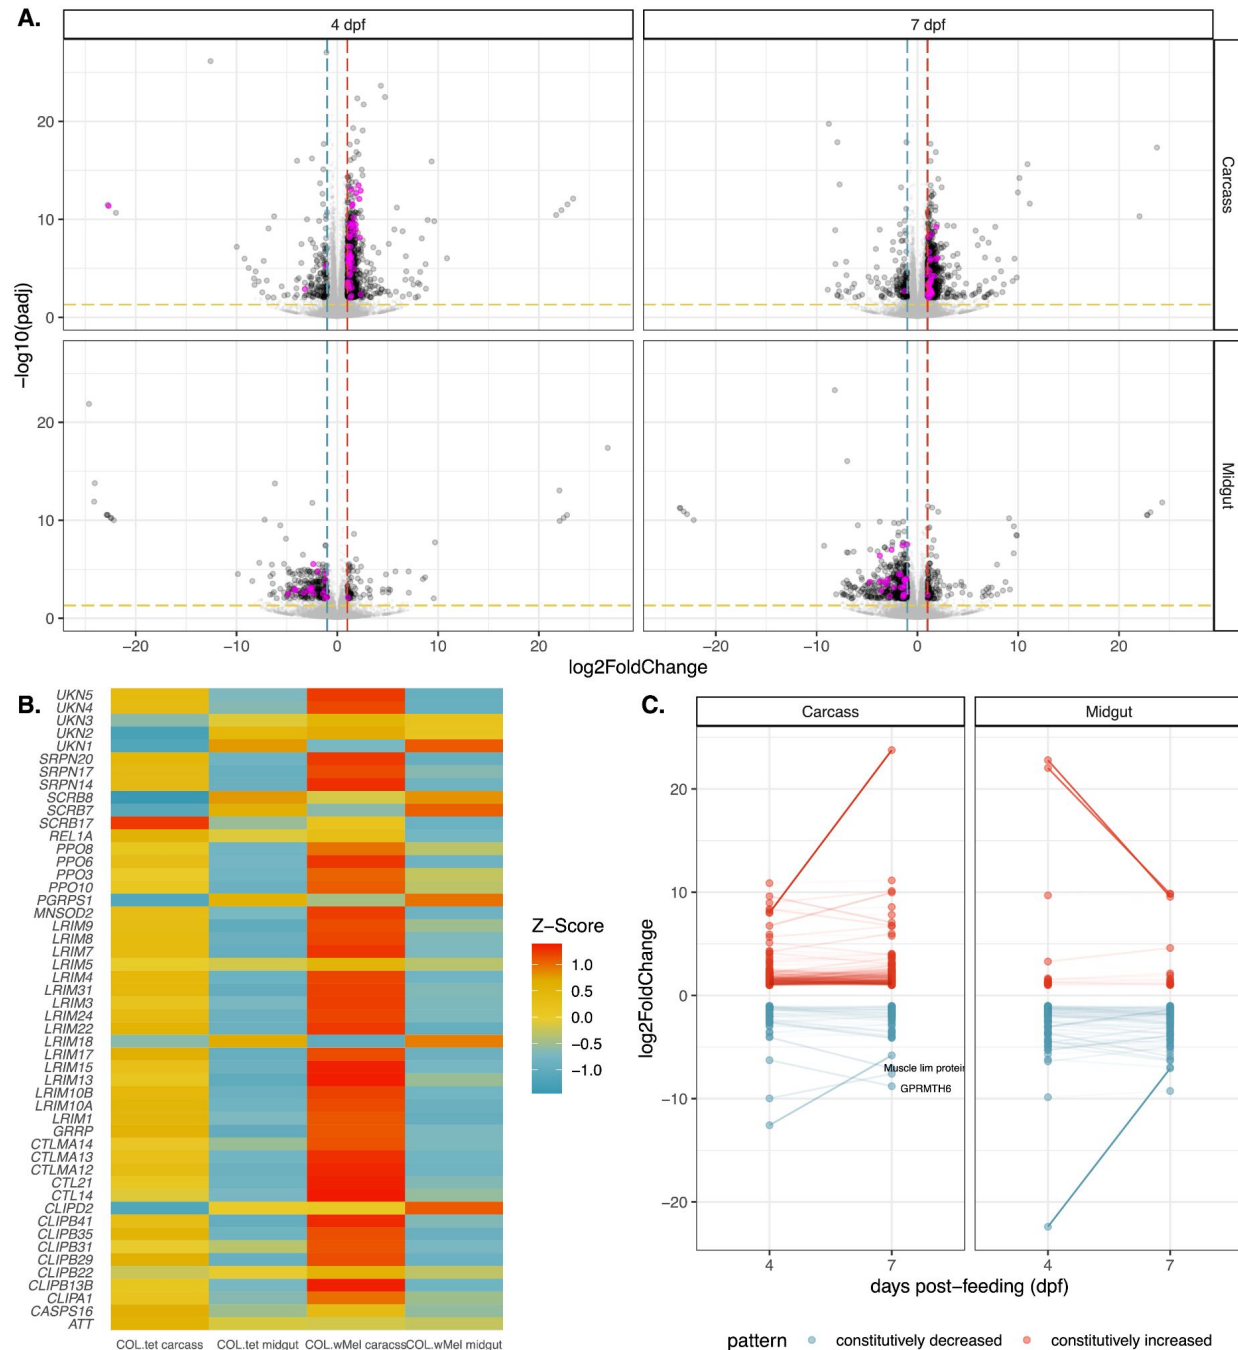 A.
4 dpf
7 dpf
20
10
0
Carcass
20
10
0
Midgut
−log10(padj)
−20
−10
0
10
20
−20
−10
0
10
20
log2FoldChange
B.
UKN5
UKN4
UKN3
UKN2
UKN1
SRPN20
SRPN17
SRPN14
SCRB8
SCRB7
SCRB17
REL1A
PPO8
PPO6
PPO3
PPO10
PGRPS1
MNSOD2
LRIM9
LRIM8
LRIM7
LRIM5
LRIM4
LRIM31
LRIM3
LRIM24
LRIM22
LRIM18
LRIM17
LRIM15
LRIM13
LRIM10B
LRIM10A
LRIM1
GRRP
CTLMA14
CTLMA13
CTLMA12
CTL21
CTL14
CLIPD2
CLIPB41
CLIPB35
CLIPB31
CLIPB29
CLIPB22
CLIPB13B
CLIPA1
CASPS16
ATT
COL.tet carcass
COL.tet midgut
COL.wMel caracss
COL.wMel midgut
Z−Score
1.0
0.5
0.0
−0.5
−1.0
C.
Carcass
Midgut
20
10
0
−10
−20
log2FoldChange
Muscle lim protein
GPRMTH6
4
7
4
7
days post−feeding (dpf)
pattern
constitutively decreased
constitutively increased